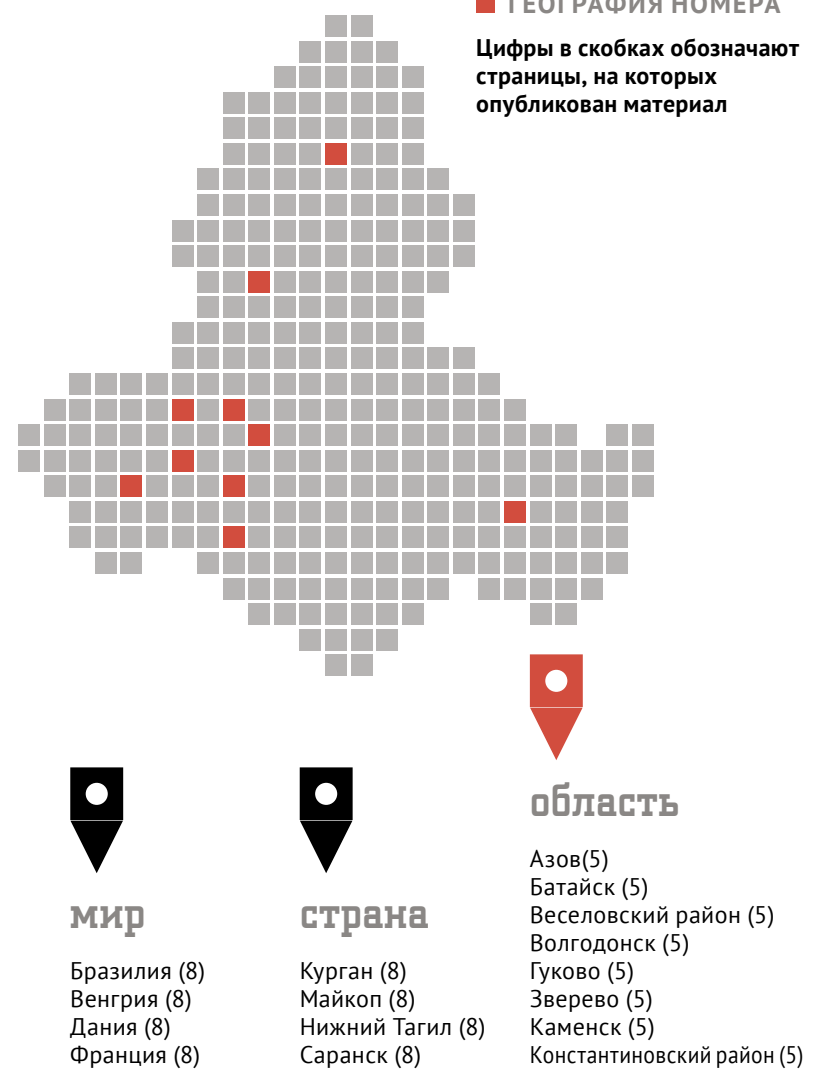 ГЕОГРАФИЯ НОМЕРА
Цифры в скобках обозначают
страницы, на которых
опубликован материал
область
Азов(5)
Батайск (5)
Веселовский район (5)
Волгодонск (5)
Гуково (5)
Зверево (5)
Каменск (5)
Константиновский район (5)
мир
Бразилия (8)
Венгрия (8)
Дания (8)
Франция (8)
страна
Курган (8)
Майкоп (8)
Нижний Тагил (8)
Саранск (8)